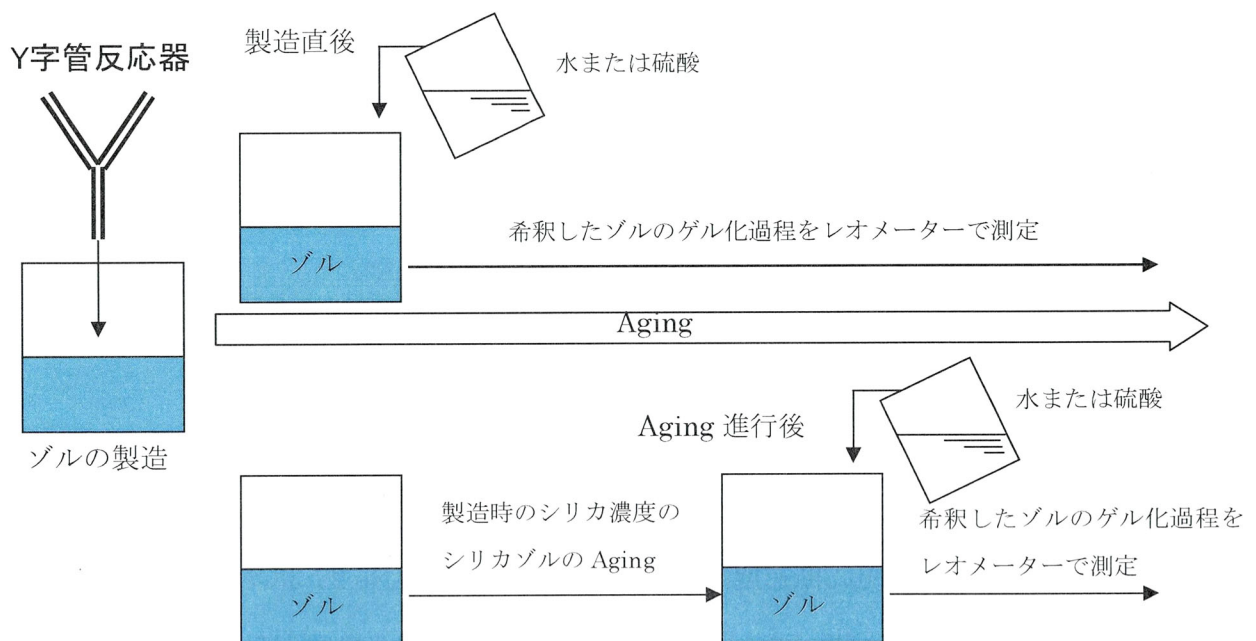 Y字管反応器
製造直後
水または硫酸
ゾル
希釈したゾルのゲル化過程をレオメーターで測定
Aging
ゾルの製造
Aging 進行後
水または硫酸
製造時のシリカ濃度の
シリカゾルの Aging
ゾル
ゾル
希釈したゾルのゲル化過程を
レオメーターで測定